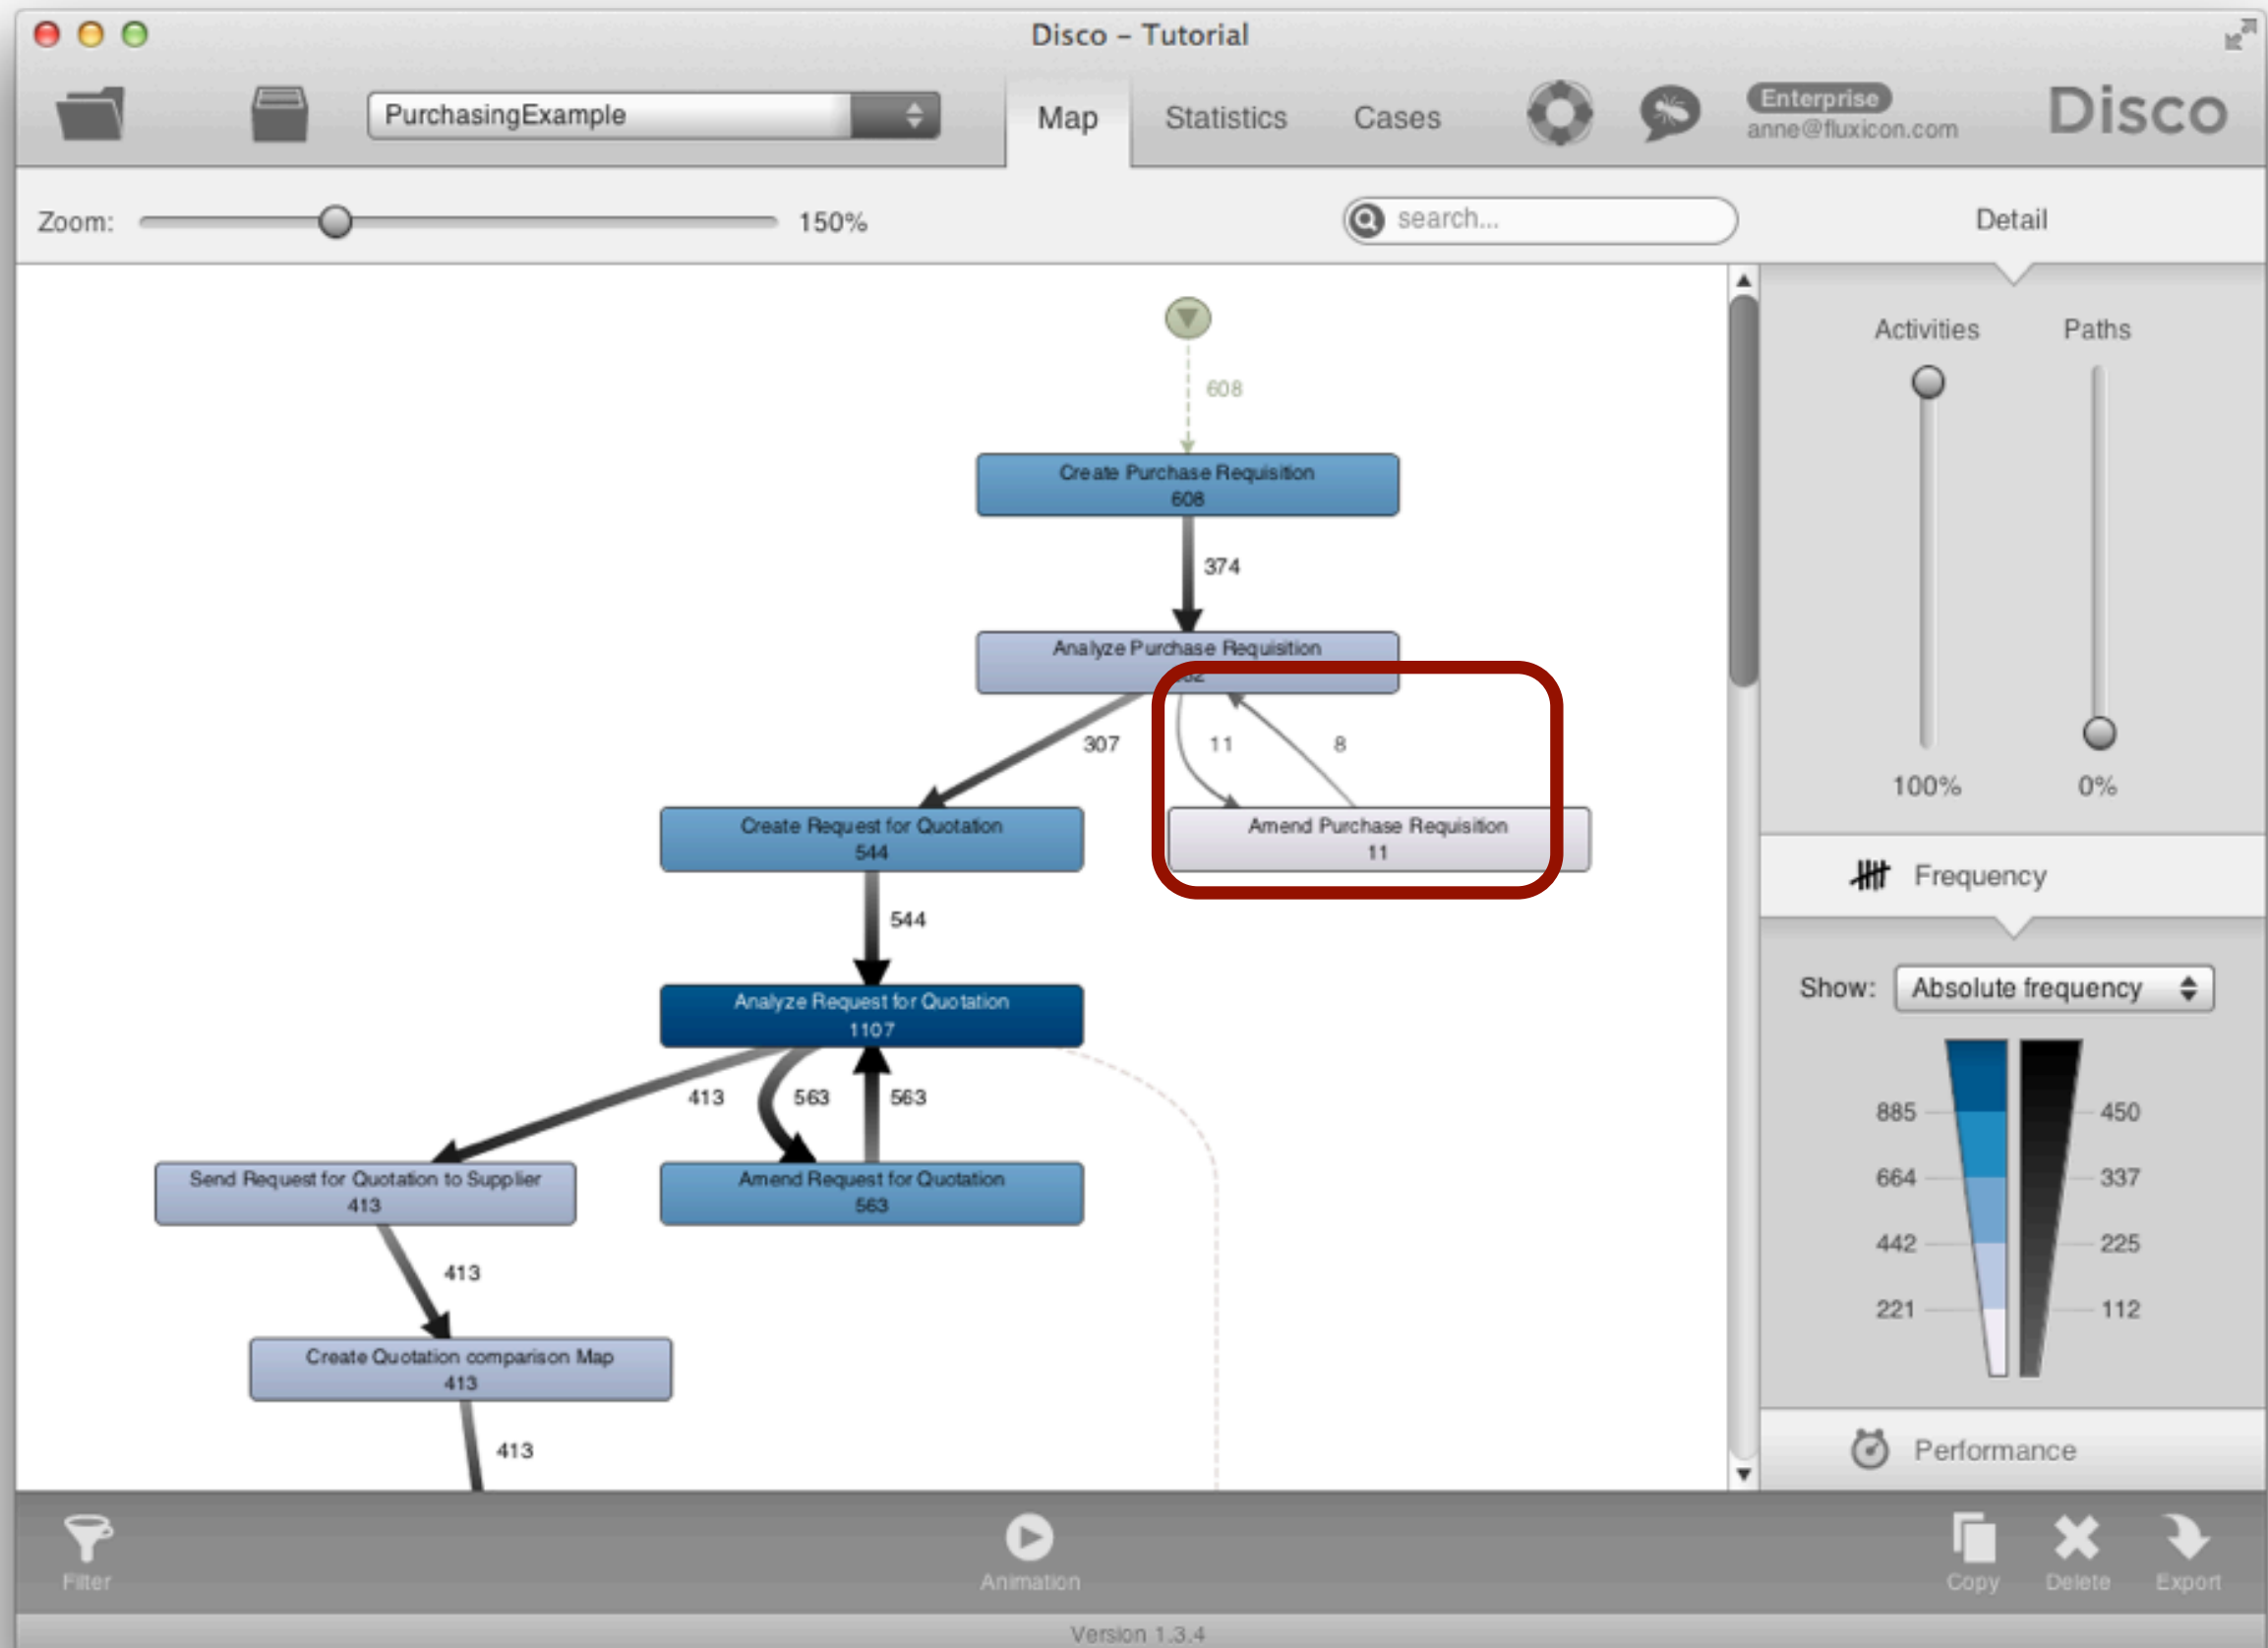 Disco – Tutorial
PurchasingExample
Map
Statistics
Cases
Enterprise
anne@fluxicon.com
Disco
Zoom:
150%
search...
Detail
608
Create Purchase Requisition
608
374
Analyze Purchase Requisition
307
11
8
Create Request for Quotation
544
Amend Purchase Requisition
11
544
Analyze Request for Quotation
1107
413
563
563
Send Request for Quotation to Supplier
413
Amend Request for Quotation
563
413
Create Quotation comparison Map
413
413
Activities
Paths
100%
0%
Frequency
Show:
Absolute frequency
885
450
664
337
442
225
221
112
Performance
Filter
Animation
Copy
Delete
Export
Version 1.3.4